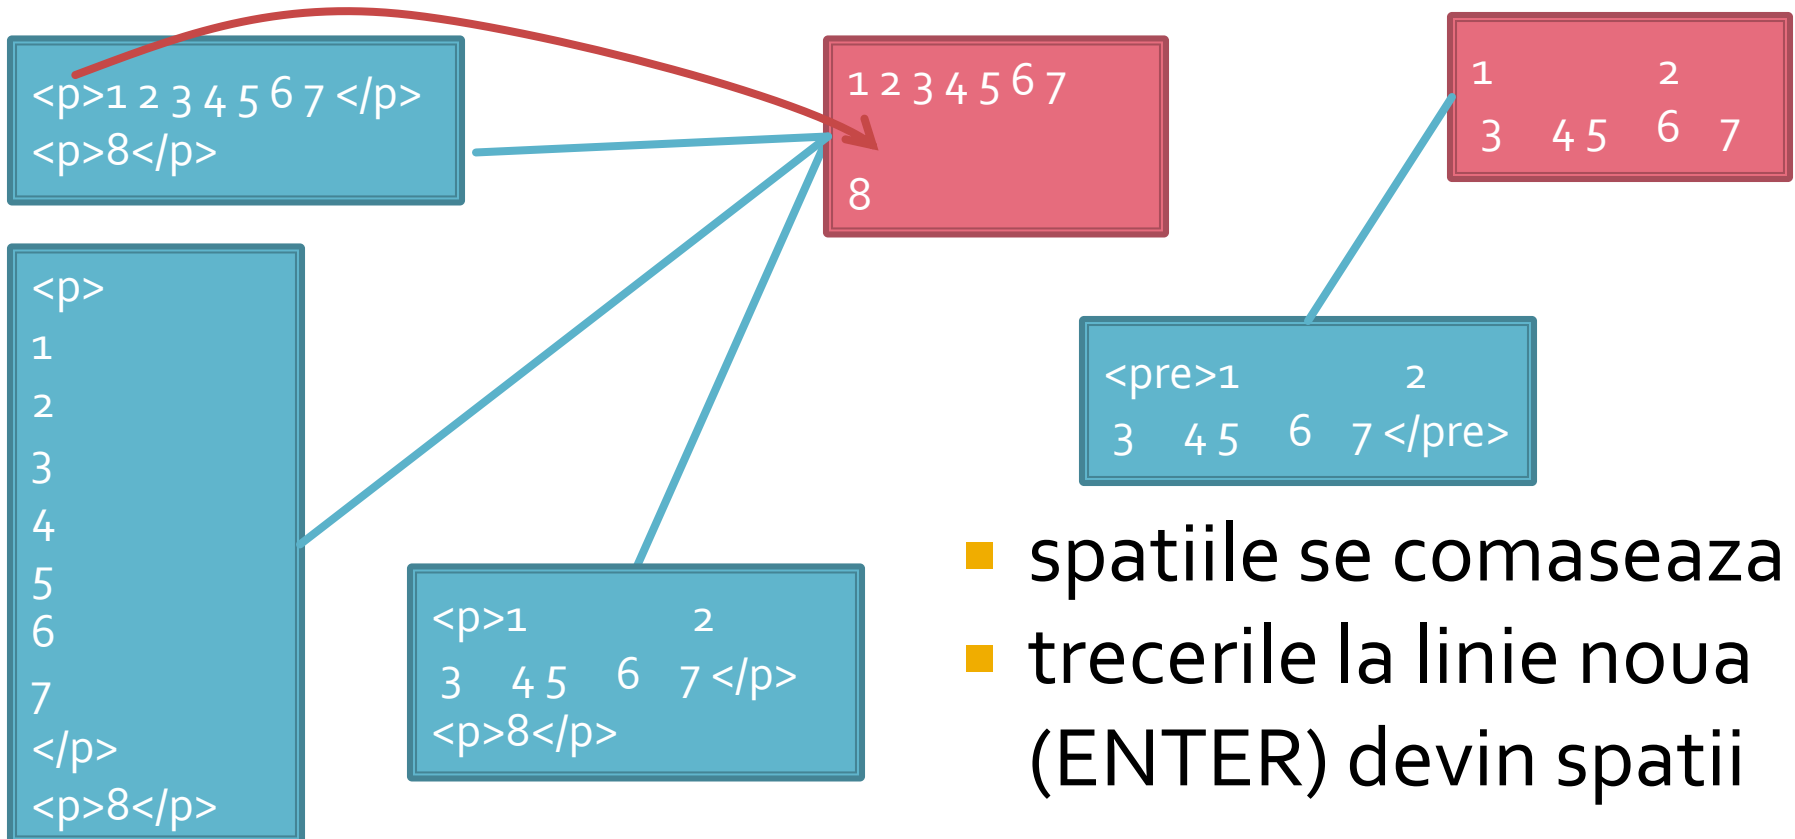 <p>1 2 3 4 5 6 7 </p>
<p>8</p>
1 2 3 4 5 6 7
8
1 2
3 4 5 6 7
<p>
1
2
3
4
5
6
7
</p>
<p>8</p>
<p>1 2
3 4 5 6 7 </p>
<p>8</p>
<pre>1 2
3 4 5 6 7 </pre>
spatiile se comaseaza
trecerile la linie noua
(ENTER) devin spatii